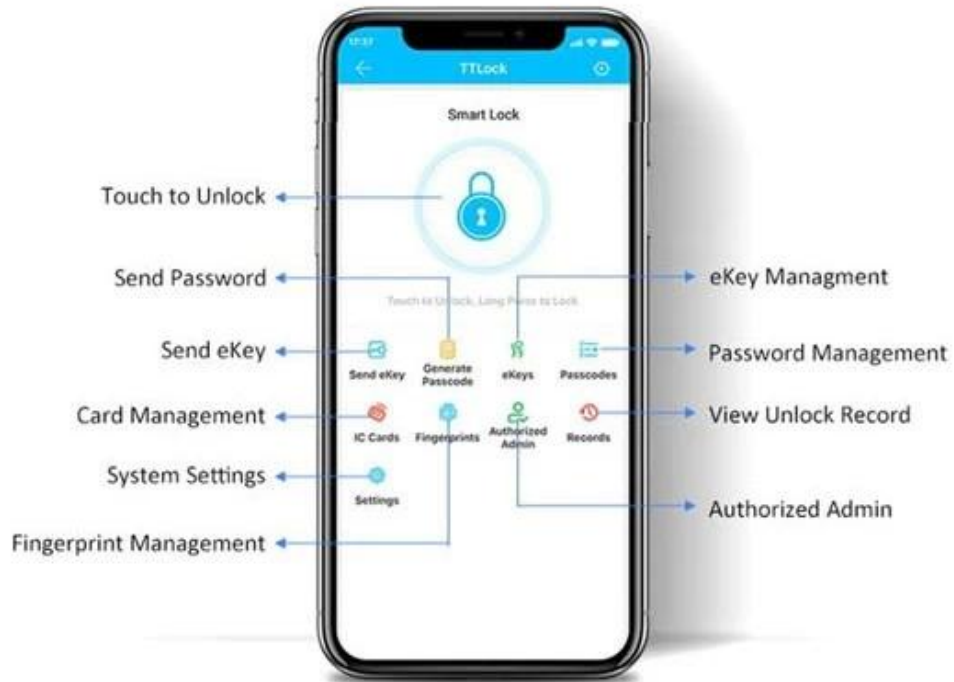 17:57
TTLock
Smart Lock
Touch to Unlock
Send Password
eKey Managment
Touch to Unlock, Long Press to Lock
Send eKey
Password Management
Send eKey
Generate
Passcode
eKeys
Passcodes
Card Management
View Unlock Record
IC Cards
Fingerprints
Authorized
Admin
Records
System Settings
Settings
Authorized Admin
Fingerprint Management